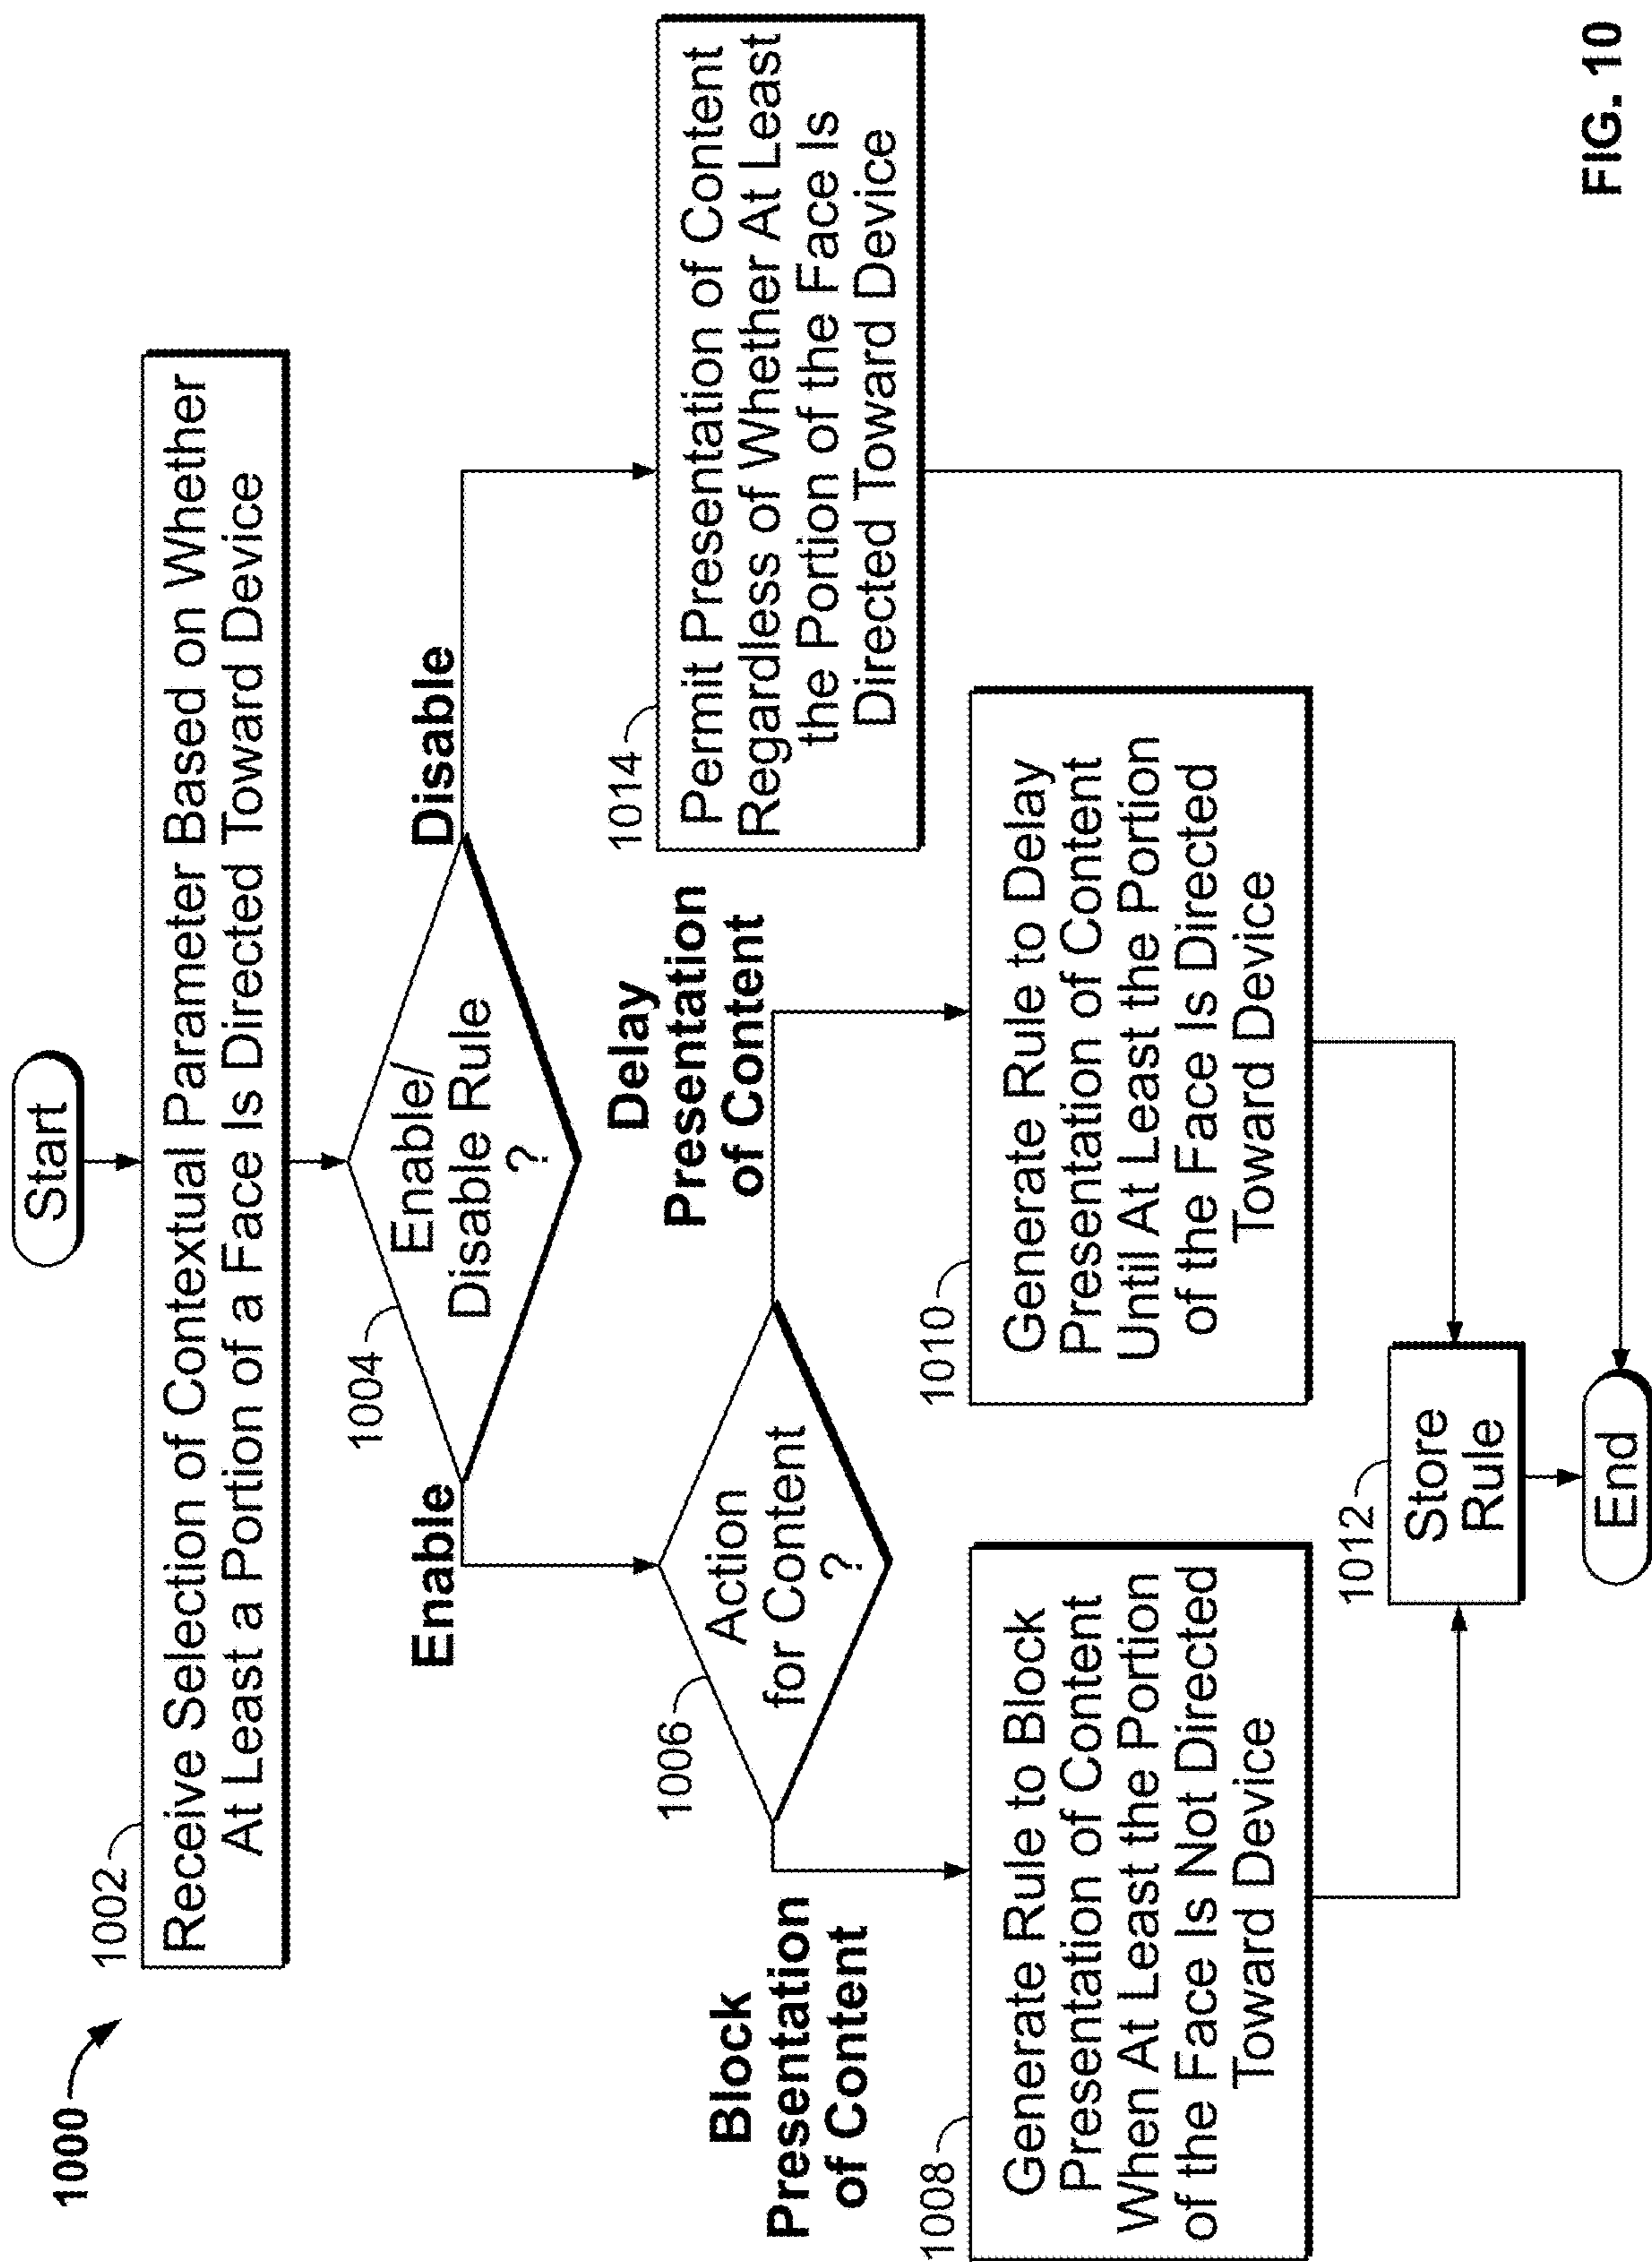 1000
Start
1002
Receive Selection of Contextual Parameter Based on Whether
At Least a Portion of a Face Is Directed Toward Device
1004
Enable/
Disable Rule
?
Enable
Disable
1006
Action
for Content
?
Block
Presentation
of Content
Delay
Presentation
of Content
1014
Permit Presentation of Content
Regardless of Whether At Least
the Portion of the Face Is
Directed Toward Device
1008
Generate Rule to Block
Presentation of Content
When At Least the Portion
of the Face Is Not Directed
Toward Device
1010
Generate Rule to Delay
Presentation of Content
Until At Least the Portion
of the Face Is Directed
Toward Device
1012
Store
Rule
End
FIG. 10